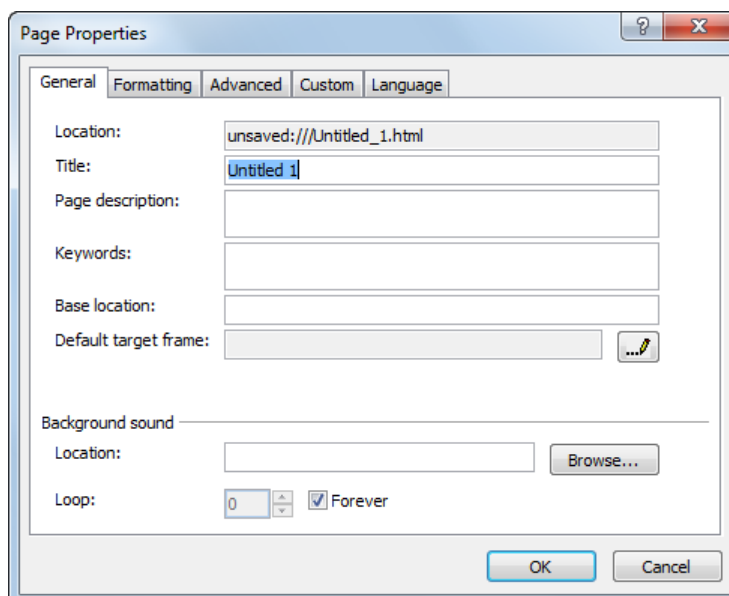 Page Properties
General Formatting Advanced Custom Language
Location: unsaved:///Untitled_1.html
Title: Untitled 1
Page description:
Keywords:
Base location:
Default target frame: ...
Background sound
Location: Browse...
Loop: 0 Forever
OK Cancel